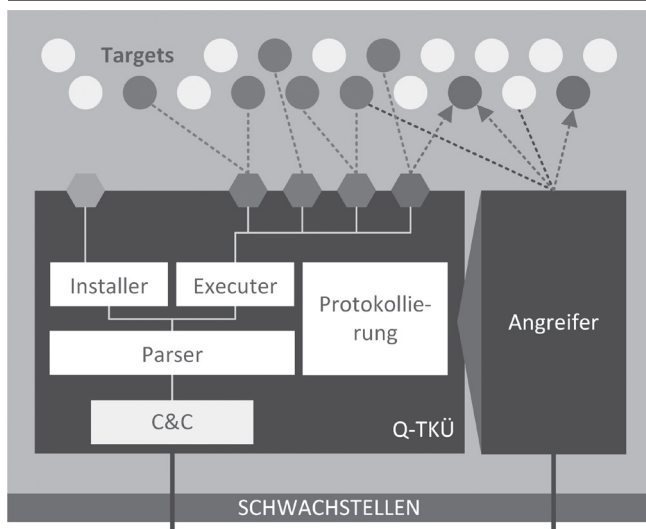 Targets
Installer
Executer
Protokollie-
rung
Angreifer
Parser
C&C
Q-TKÜ
SCHWACHSTELLEN